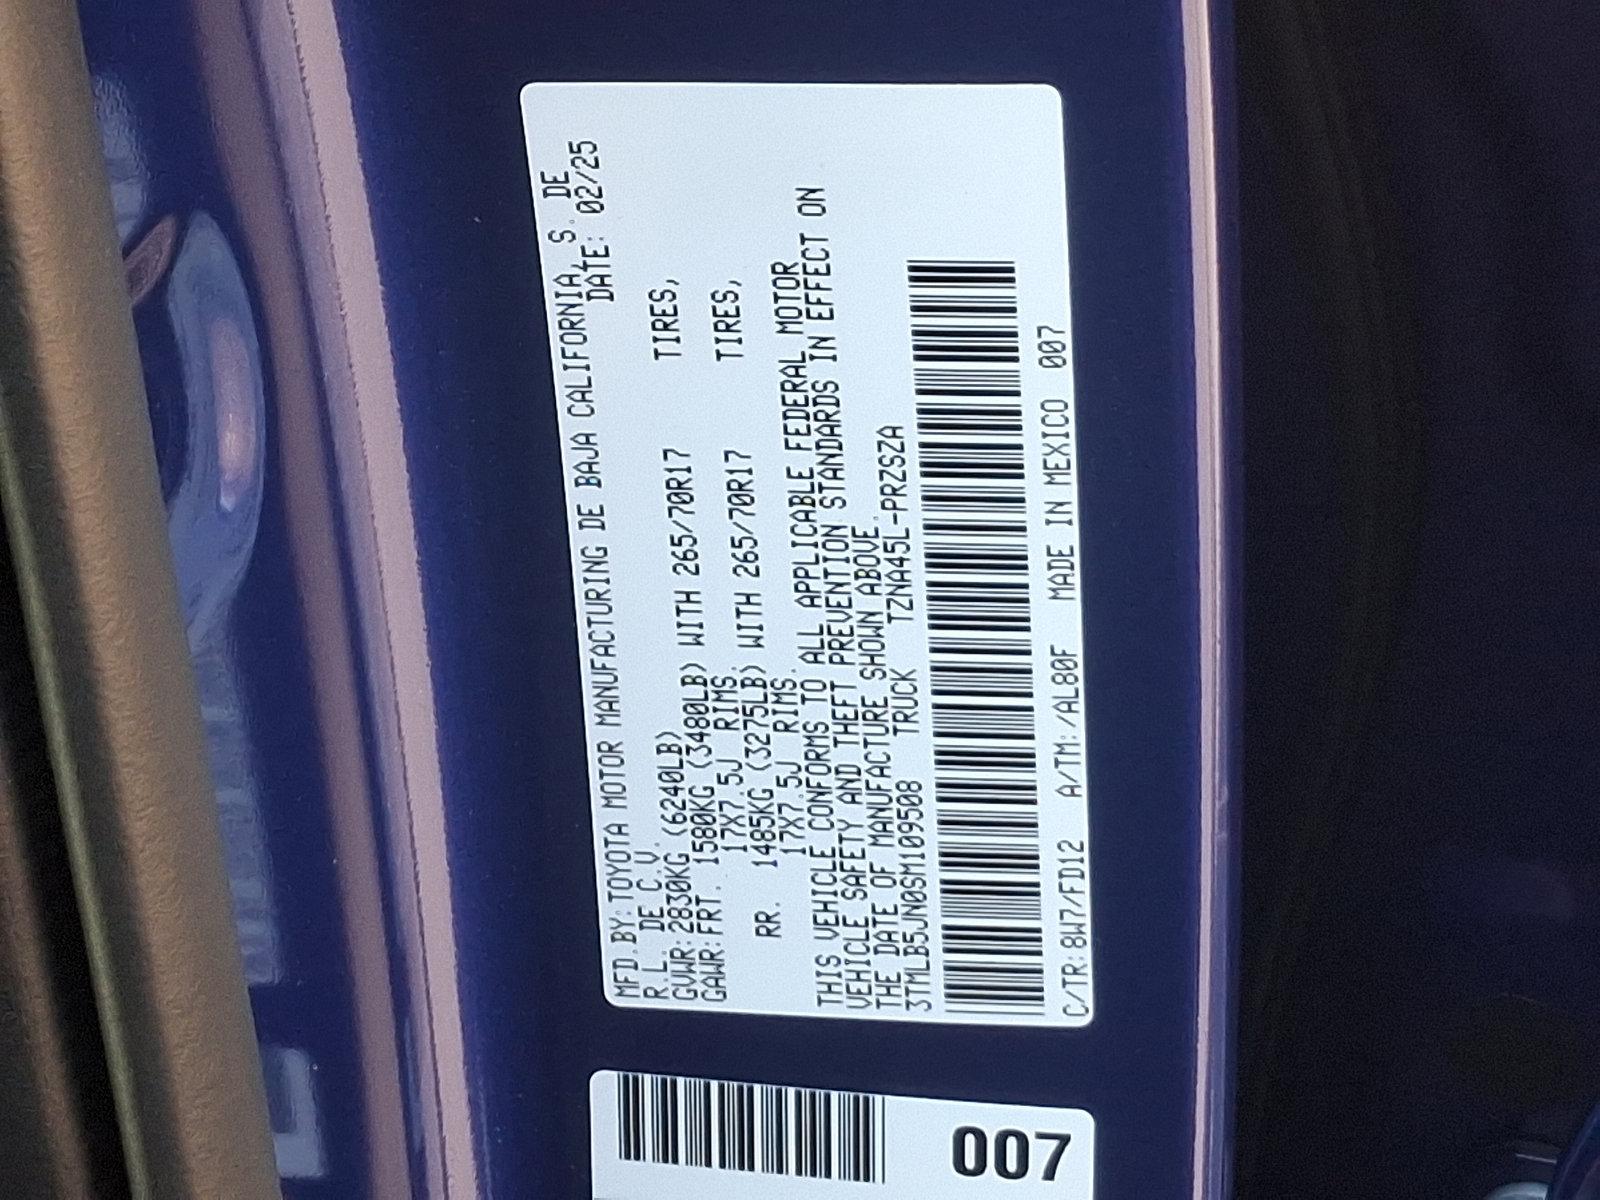 MFD.BY:TOYOTA MOTOR MANUFACTURING DE BAJA CALIFORNIA, S. DE
R.L. DE C.V. DATE: 02/25
GVWR:2830KG (6240LB)
GAWR:FRT. 1580KG (3480LB) WITH 265/70R17 TIRES,
17X7.5J RIMS.
RR. 1485KG (3275LB) WITH 265/70R17 TIRES,
17X7.5J RIMS.
THIS VEHICLE CONFORMS TO ALL APPLICABLE FEDERAL MOTOR
VEHICLE SAFETY AND THEFT PREVENTION STANDARDS IN EFFECT ON
THE DATE OF MANUFACTURE SHOWN ABOVE.
3TMLB5JN0SM109508 TRUCK TZNA45L-PRZSZA
C/TR:8W7/FD12 A/TM:/AL80F MADE IN MEXICO 007
007